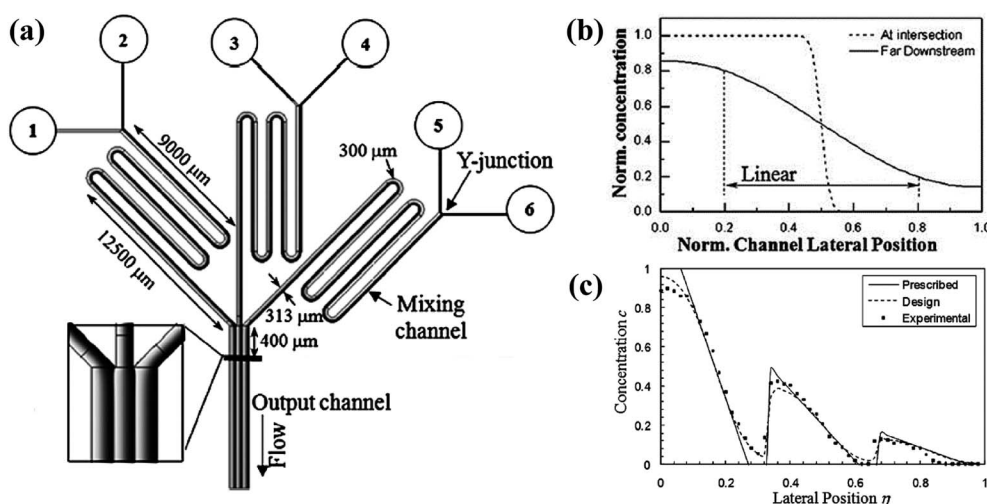 (a)
1
2
3
4
5
6
9000 µm
12500 µm
300 µm
Y-junction
313 µm
400 µm
Mixing
channel
Output channel
Flow
(b)
Norm. concentration
1.0
0.8
0.6
0.4
0.2
0.0
At intersection
Far Downstream
Linear
0.0 0.2 0.4 0.6 0.8 1.0
Norm. Channel Lateral Position
(c)
Concentration c
1
0.8
0.6
0.4
0.2
0
Prescribed
Design
Experimental
0 0.2 0.4 0.6 0.8 1
Lateral Position η